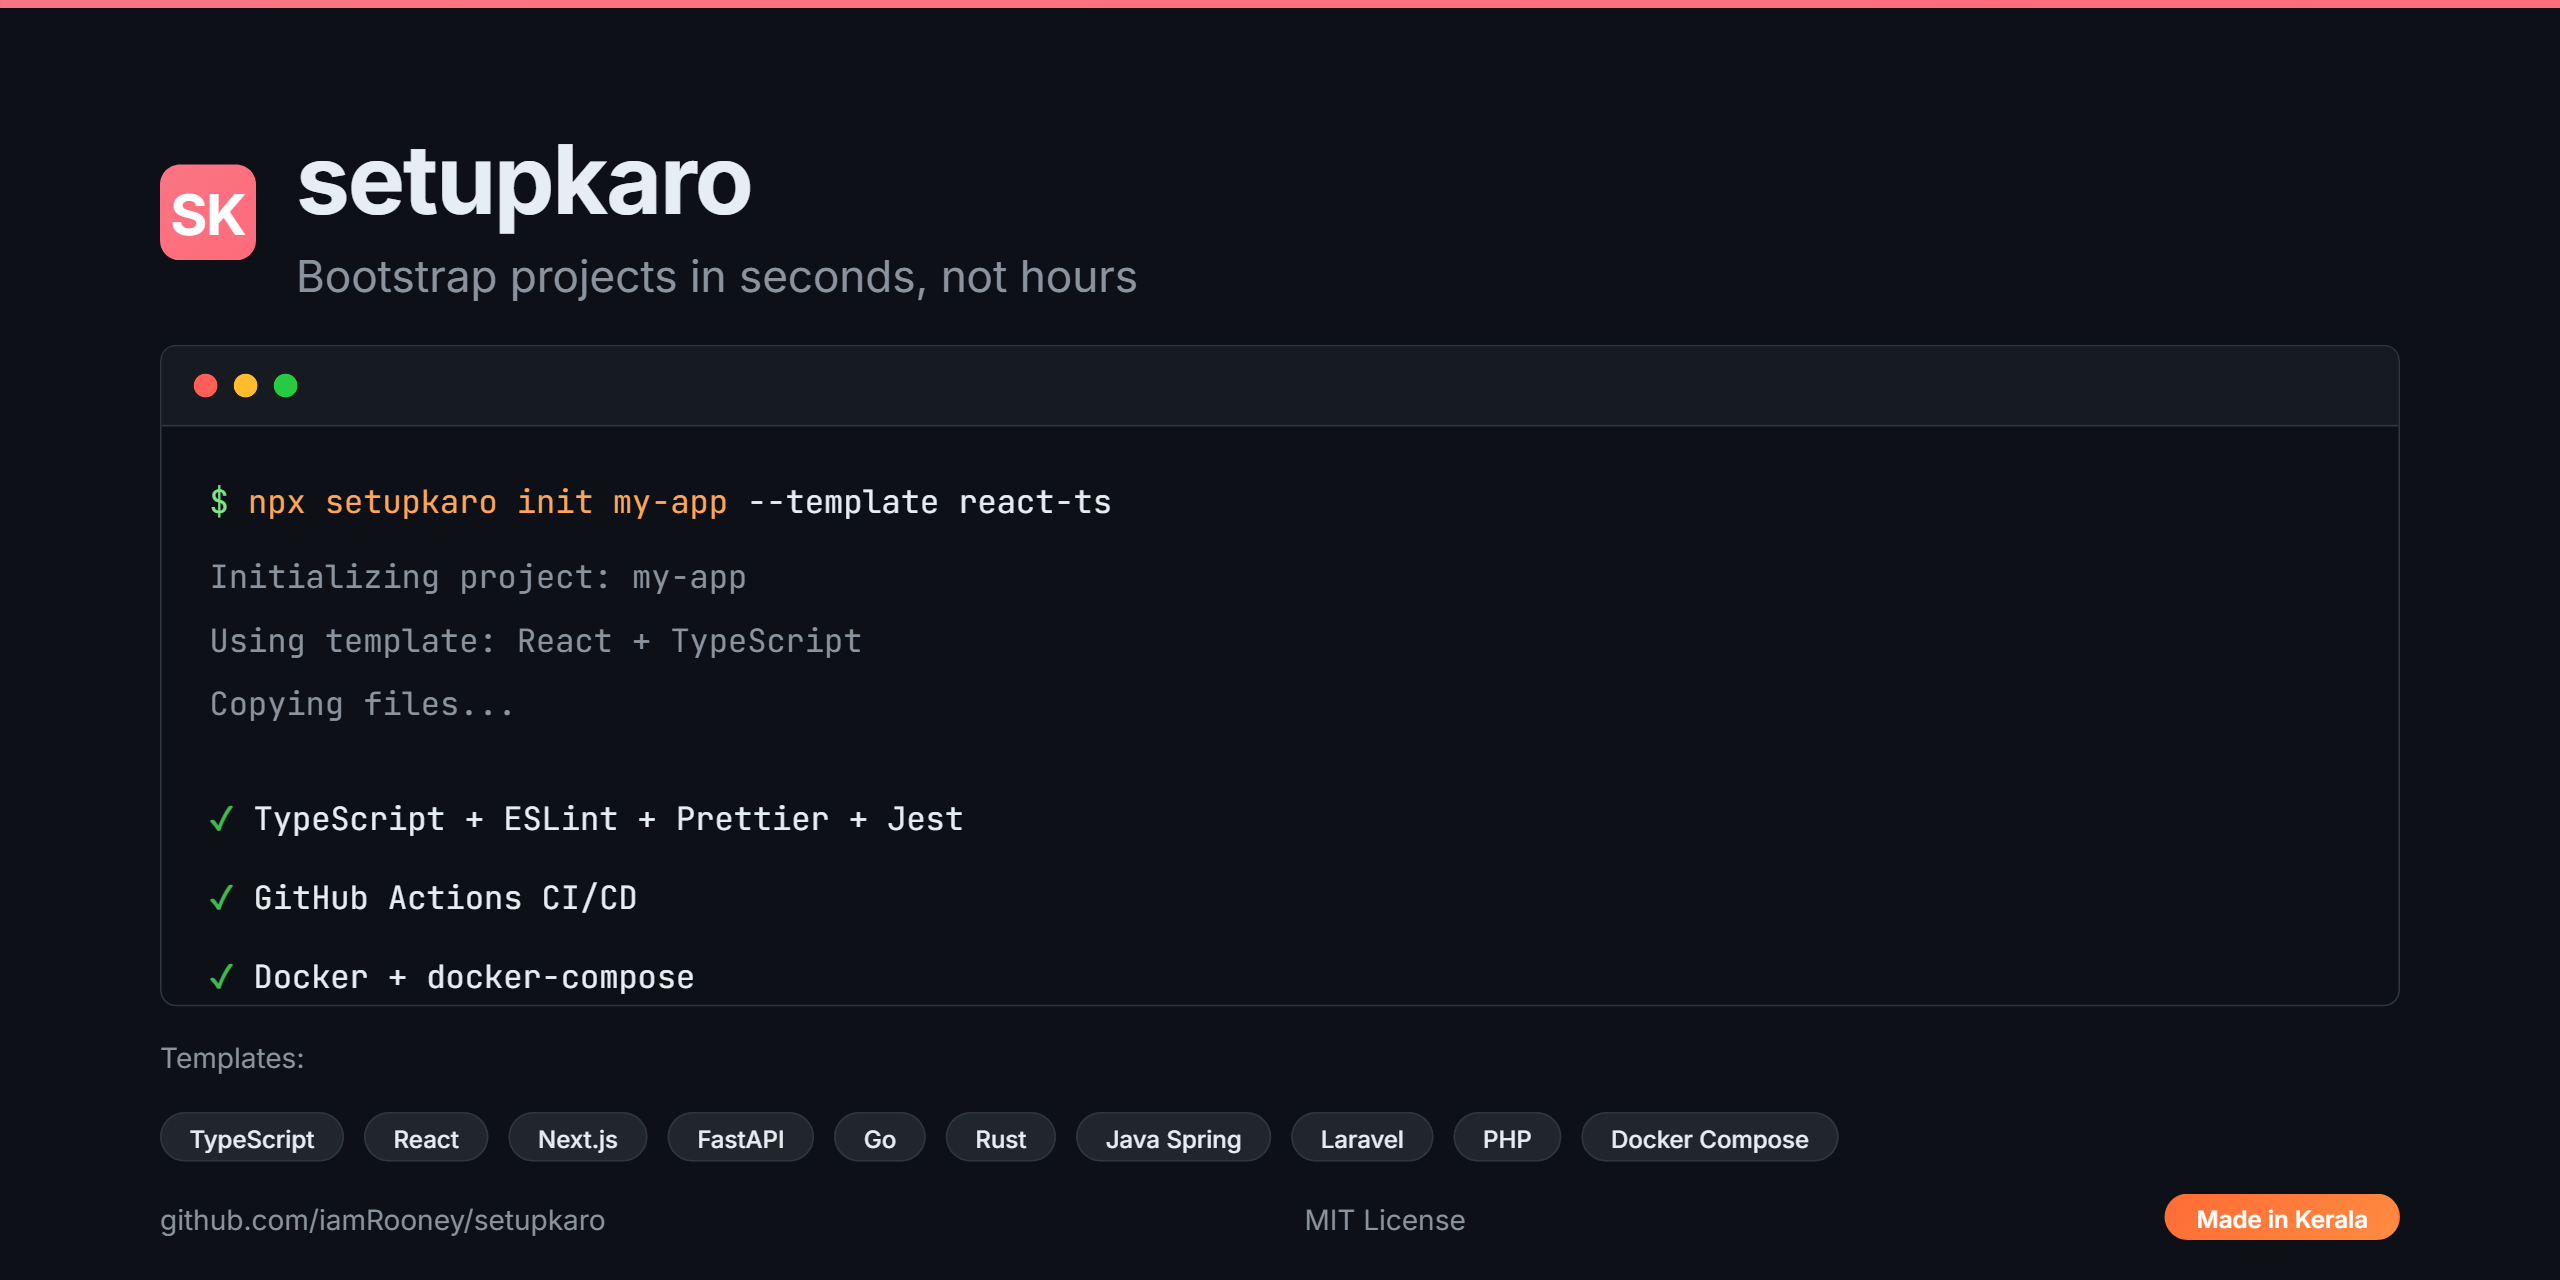 SK
setupkaro
Bootstrap projects in seconds, not hours
$ npx setupkaro init my-app --template react-ts
Initializing project: my-app
Using template: React + TypeScript
Copying files...
✓ TypeScript + ESLint + Prettier + Jest
✓ GitHub Actions CI/CD
✓ Docker + docker-compose
Templates:
TypeScript React Next.js FastAPI Go Rust Java Spring Laravel PHP Docker Compose
github.com/iamRooney/setupkaro MIT License Made in Kerala